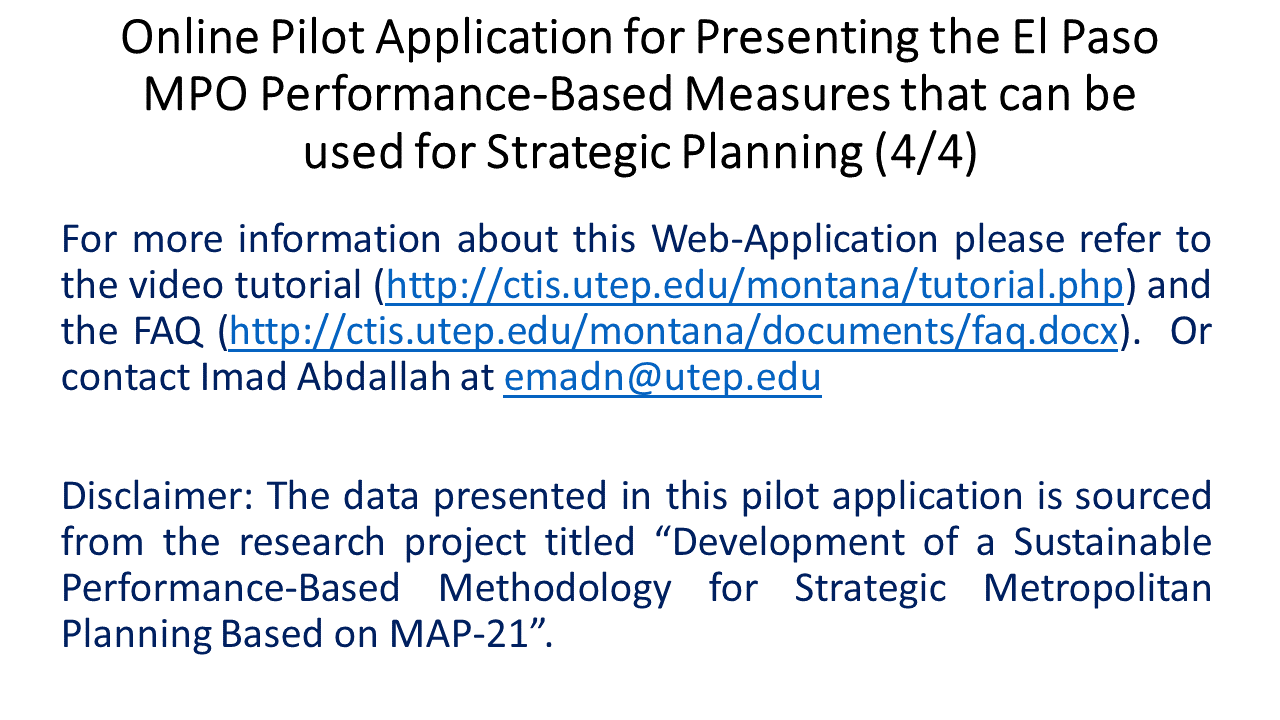 Online Pilot Application for Presenting the El Paso
MPO Performance-Based Measures that can be
used for Strategic Planning (4/4)
For more information about this Web-Application please refer to
the video tutorial (http://ctis.utep.edu/montana/tutorial.php) and
the FAQ (http://ctis.utep.edu/montana/documents/faq.docx). Or
contact Imad Abdallah at emadn@utep.edu
Disclaimer: The data presented in this pilot application is sourced
from the research project titled “Development of a Sustainable
Performance-Based Methodology for Strategic Metropolitan
Planning Based on MAP-21”.